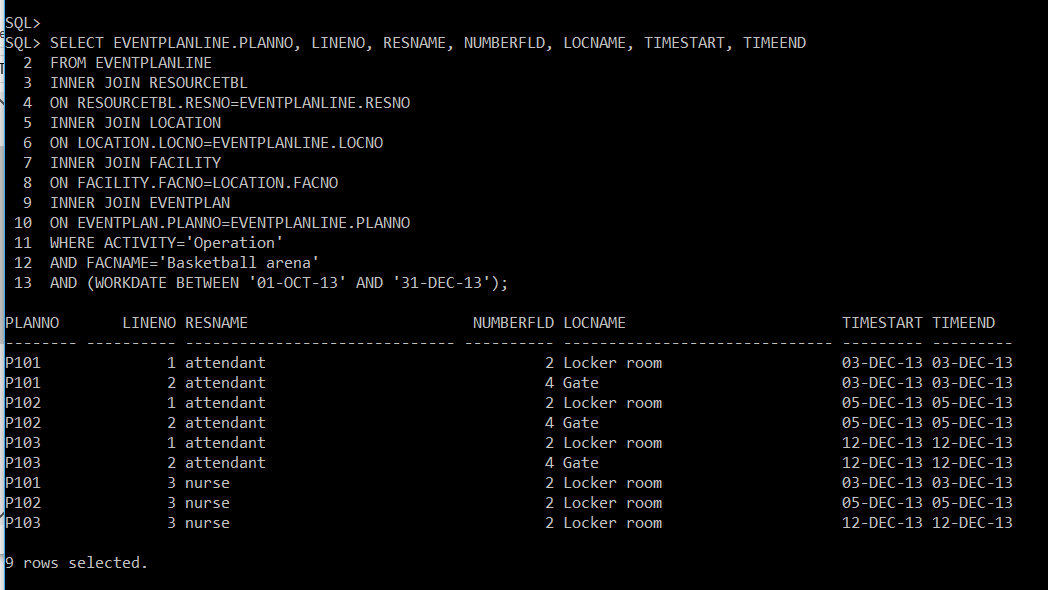 SQL>
SQL> SELECT EVENTPLANLINE.PLANNO, LINENO, RESNAME, NUMBERFLD, LOCNAME, TIMESTART, TIMEEND
  2  FROM EVENTPLANLINE
  3  INNER JOIN RESOURCETBL
  4  ON RESOURCETBL.RESNO=EVENTPLANLINE.RESNO
  5  INNER JOIN LOCATION
  6  ON LOCATION.LOCNO=EVENTPLANLINE.LOCNO
  7  INNER JOIN FACILITY
  8  ON FACILITY.FACNO=LOCATION.FACNO
  9  INNER JOIN EVENTPLAN
 10  ON EVENTPLAN.PLANNO=EVENTPLANLINE.PLANNO
 11  WHERE ACTIVITY='Operation'
 12  AND FACNAME='Basketball arena'
 13  AND (WORKDATE BETWEEN '01-OCT-13' AND '31-DEC-13');
PLANNO       LINENO RESNAME                         NUMBERFLD LOCNAME                        TIMESTART TIMEEND
-------- ---------- ------------------------------ ---------- ------------------------------ --------- ---------
P101              1 attendant                               2 Locker room                    03-DEC-13 03-DEC-13
P101              2 attendant                               4 Gate                           03-DEC-13 03-DEC-13
P102              1 attendant                               2 Locker room                    05-DEC-13 05-DEC-13
P102              2 attendant                               4 Gate                           05-DEC-13 05-DEC-13
P103              1 attendant                               2 Locker room                    12-DEC-13 12-DEC-13
P103              2 attendant                               4 Gate                           12-DEC-13 12-DEC-13
P101              3 nurse                                   2 Locker room                    03-DEC-13 03-DEC-13
P102              3 nurse                                   2 Locker room                    05-DEC-13 05-DEC-13
P103              3 nurse                                   2 Locker room                    12-DEC-13 12-DEC-13
9 rows selected.